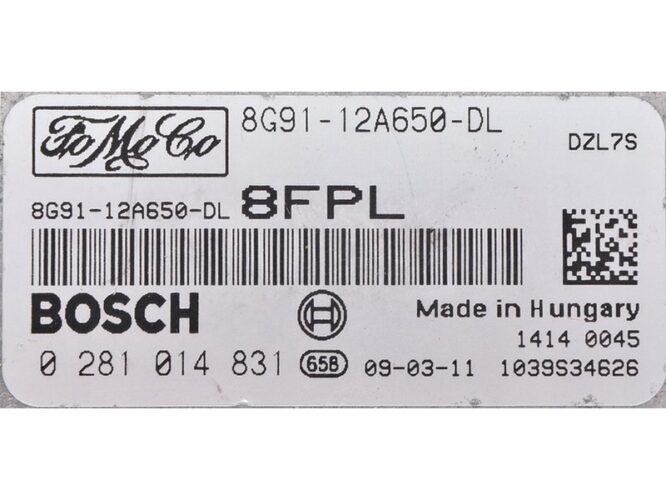 FoMoCo 8G91-12A650-DL
DZL7S
8G91-12A650-DL 8FPL
BOSCH
Made in Hungary
1414 0045
0 281 014 831 658 09-03-11 1039S34626